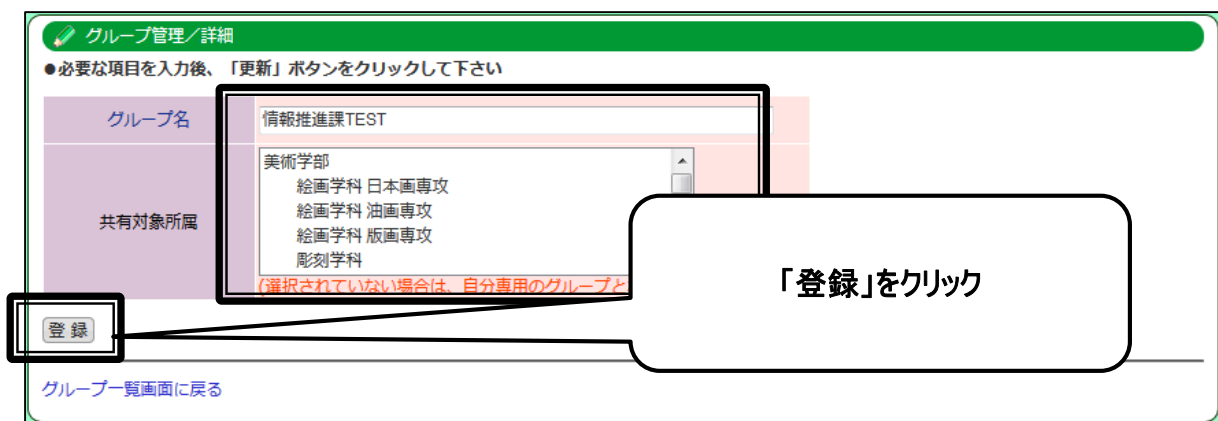 グループ管理／詳細
●必要な項目を入力後、「更新」ボタンをクリックして下さい
グループ名
情報推進課TEST
共有対象所属
美術学部
絵画学科 日本画専攻
絵画学科 油画専攻
絵画学科 版画専攻
彫刻学科
(選択されていない場合は、自分専用のグループと
「登録」をクリック
登録
グループ一覧画面に戻る